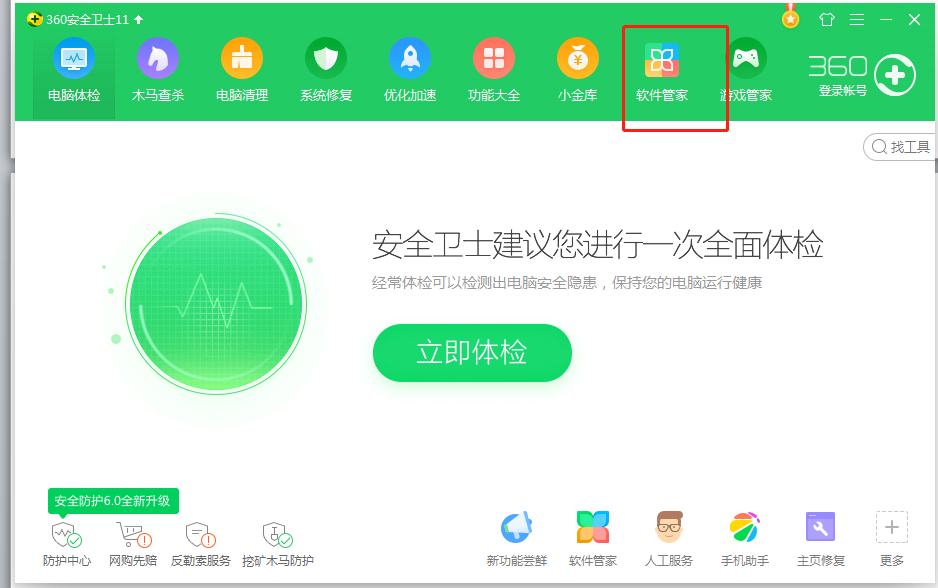 360安全卫士11
电脑体检 木马查杀 电脑清理 系统修复 优化加速 功能大全 小金库 软件管家 游戏管家
360
登录帐号
找工具
安全卫士建议您进行一次全面体检
经常体检可以检测出电脑安全隐患，保持您的电脑运行健康
立即体检
安全防护6.0全新升级
防护中心 网购先赔 反勒索服务 挖矿木马防护 新功能尝鲜 软件管家 人工服务 手机助手 主页修复 更多